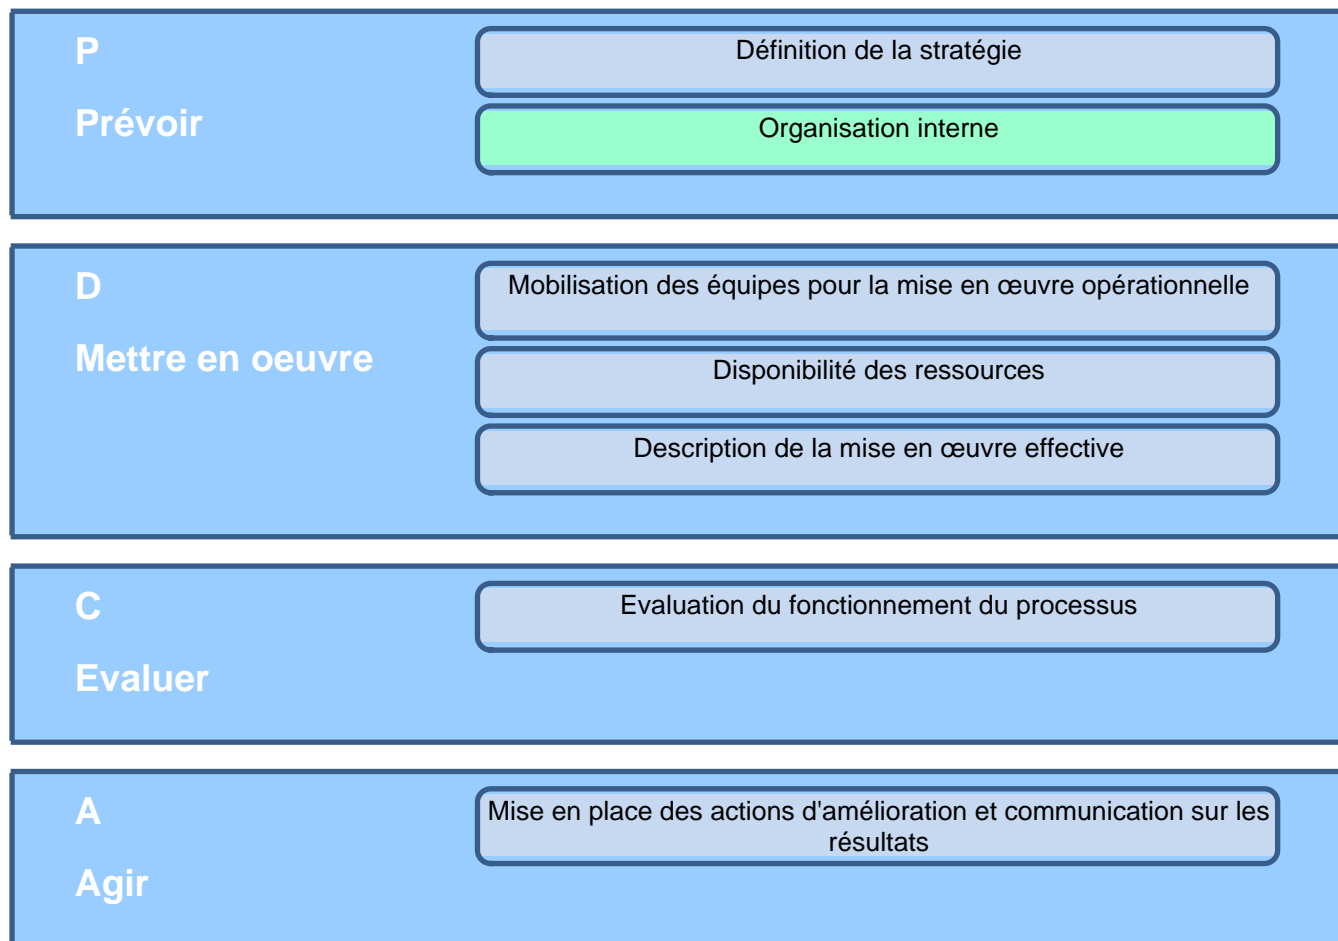 P
Prévoir
Définition de la stratégie
Organisation interne
D
Mettre en oeuvre
Mobilisation des équipes pour la mise en œuvre opérationnelle
Disponibilité des ressources
Description de la mise en œuvre effective
C
Evaluer
Evaluation du fonctionnement du processus
A
Agir
Mise en place des actions d'amélioration et communication sur les
résultats